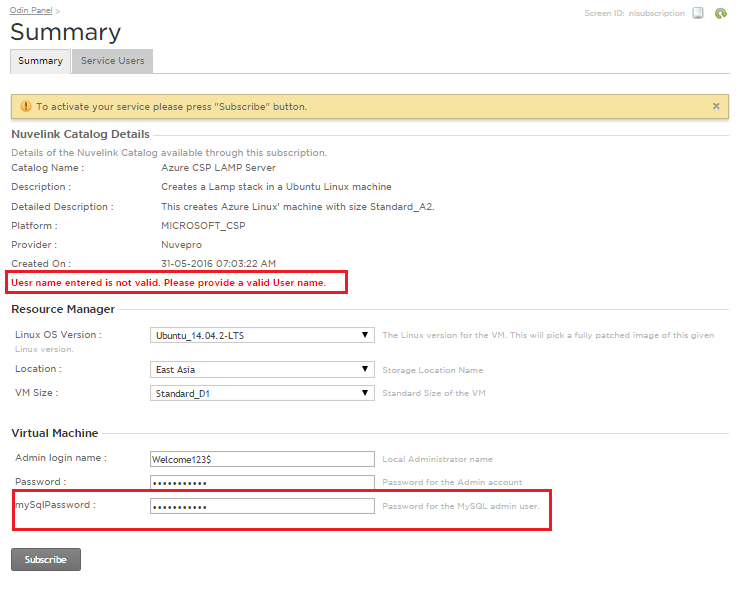 Odin Panel >
Screen ID: nlsubscription
Summary
Summary
Service Users
To activate your service please press "Subscribe" button.
Nuvelink Catalog Details
Details of the Nuvelink Catalog available through this subscription.
Catalog Name : Azure CSP LAMP Server
Description : Creates a Lamp stack in a Ubuntu Linux machine
Detailed Description : This creates Azure Linux' machine with size Standard_A2.
Platform : MICROSOFT_CSP
Provider : Nuvepro
Created On : 31-05-2016 07:03:22 AM
Uesr name entered is not valid. Please provide a valid User name.
Resource Manager
Linux OS Version : Ubuntu_14.04.2-LTS The Linux version for the VM. This will pick a fully patched image of this given
Linux version.
Location : East Asia Storage Location Name
VM Size : Standard_D1 Standard Size of the VM
Virtual Machine
Admin login name : Welcome123$ Local Administrator name
Password : ••••••••••• Password for the Admin account
mySqlPassword : ••••••••••• Password for the MySQL admin user.
Subscribe